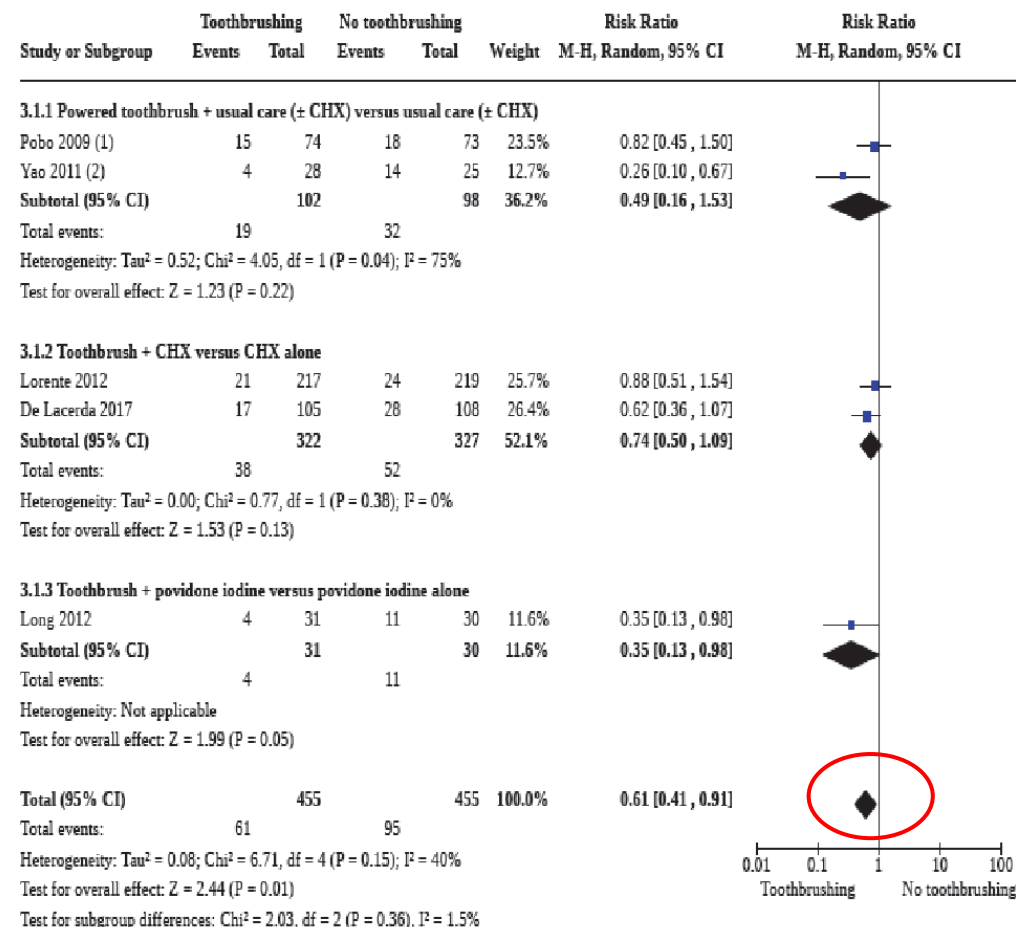 Toothbrushing No toothbrushing Risk Ratio Risk Ratio
Study or Subgroup Events Total Events Total Weight M-H, Random, 95% CI M-H, Random, 95% CI
3.1.1 Powered toothbrush + usual care (± CHX) versus usual care (± CHX)
Pobo 2009 (1) 15 74 18 73 23.5% 0.82 [0.45 , 1.50]
Yao 2011 (2) 4 28 14 25 12.7% 0.26 [0.10 , 0.67]
Subtotal (95% CI) 102 98 36.2% 0.49 [0.16 , 1.53]
Total events: 19 32
Heterogeneity: Tau² = 0.52; Chi² = 4.05, df = 1 (P = 0.04); I² = 75%
Test for overall effect: Z = 1.23 (P = 0.22)
3.1.2 Toothbrush + CHX versus CHX alone
Lorente 2012 21 217 24 219 25.7% 0.88 [0.51 , 1.54]
De Lacerda 2017 17 105 28 108 26.4% 0.62 [0.36 , 1.07]
Subtotal (95% CI) 322 327 52.1% 0.74 [0.50 , 1.09]
Total events: 38 52
Heterogeneity: Tau² = 0.00; Chi² = 0.77, df = 1 (P = 0.38); I² = 0%
Test for overall effect: Z = 1.53 (P = 0.13)
3.1.3 Toothbrush + povidone iodine versus povidone iodine alone
Long 2012 4 31 11 30 11.6% 0.35 [0.13 , 0.98]
Subtotal (95% CI) 31 30 11.6% 0.35 [0.13 , 0.98]
Total events: 4 11
Heterogeneity: Not applicable
Test for overall effect: Z = 1.99 (P = 0.05)
Total (95% CI) 455 455 100.0% 0.61 [0.41 , 0.91]
Total events: 61 95
Heterogeneity: Tau² = 0.08; Chi² = 6.71, df = 4 (P = 0.15); I² = 40%
0.01 0.1 1 10 100
Test for overall effect: Z = 2.44 (P = 0.01)
Toothbrushing No toothbrushing
Test for subgroup differences: Chi² = 2.03, df = 2 (P = 0.36), I² = 1.5%